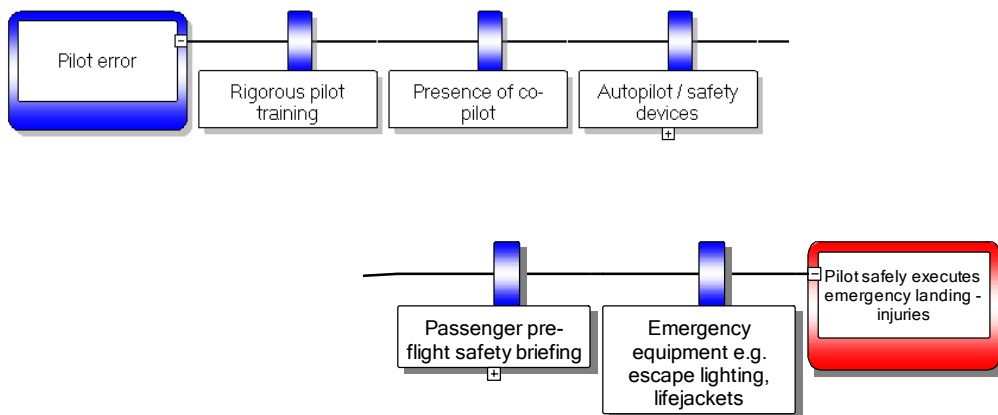 Pilot error
Rigorous pilot
training
Presence of co-
pilot
Autopilot / safety
devices
Passenger pre-
flight safety briefing
Emergency
equipment e.g.
escape lighting,
lifejackets
Pilot safely executes
emergency landing -
injuries